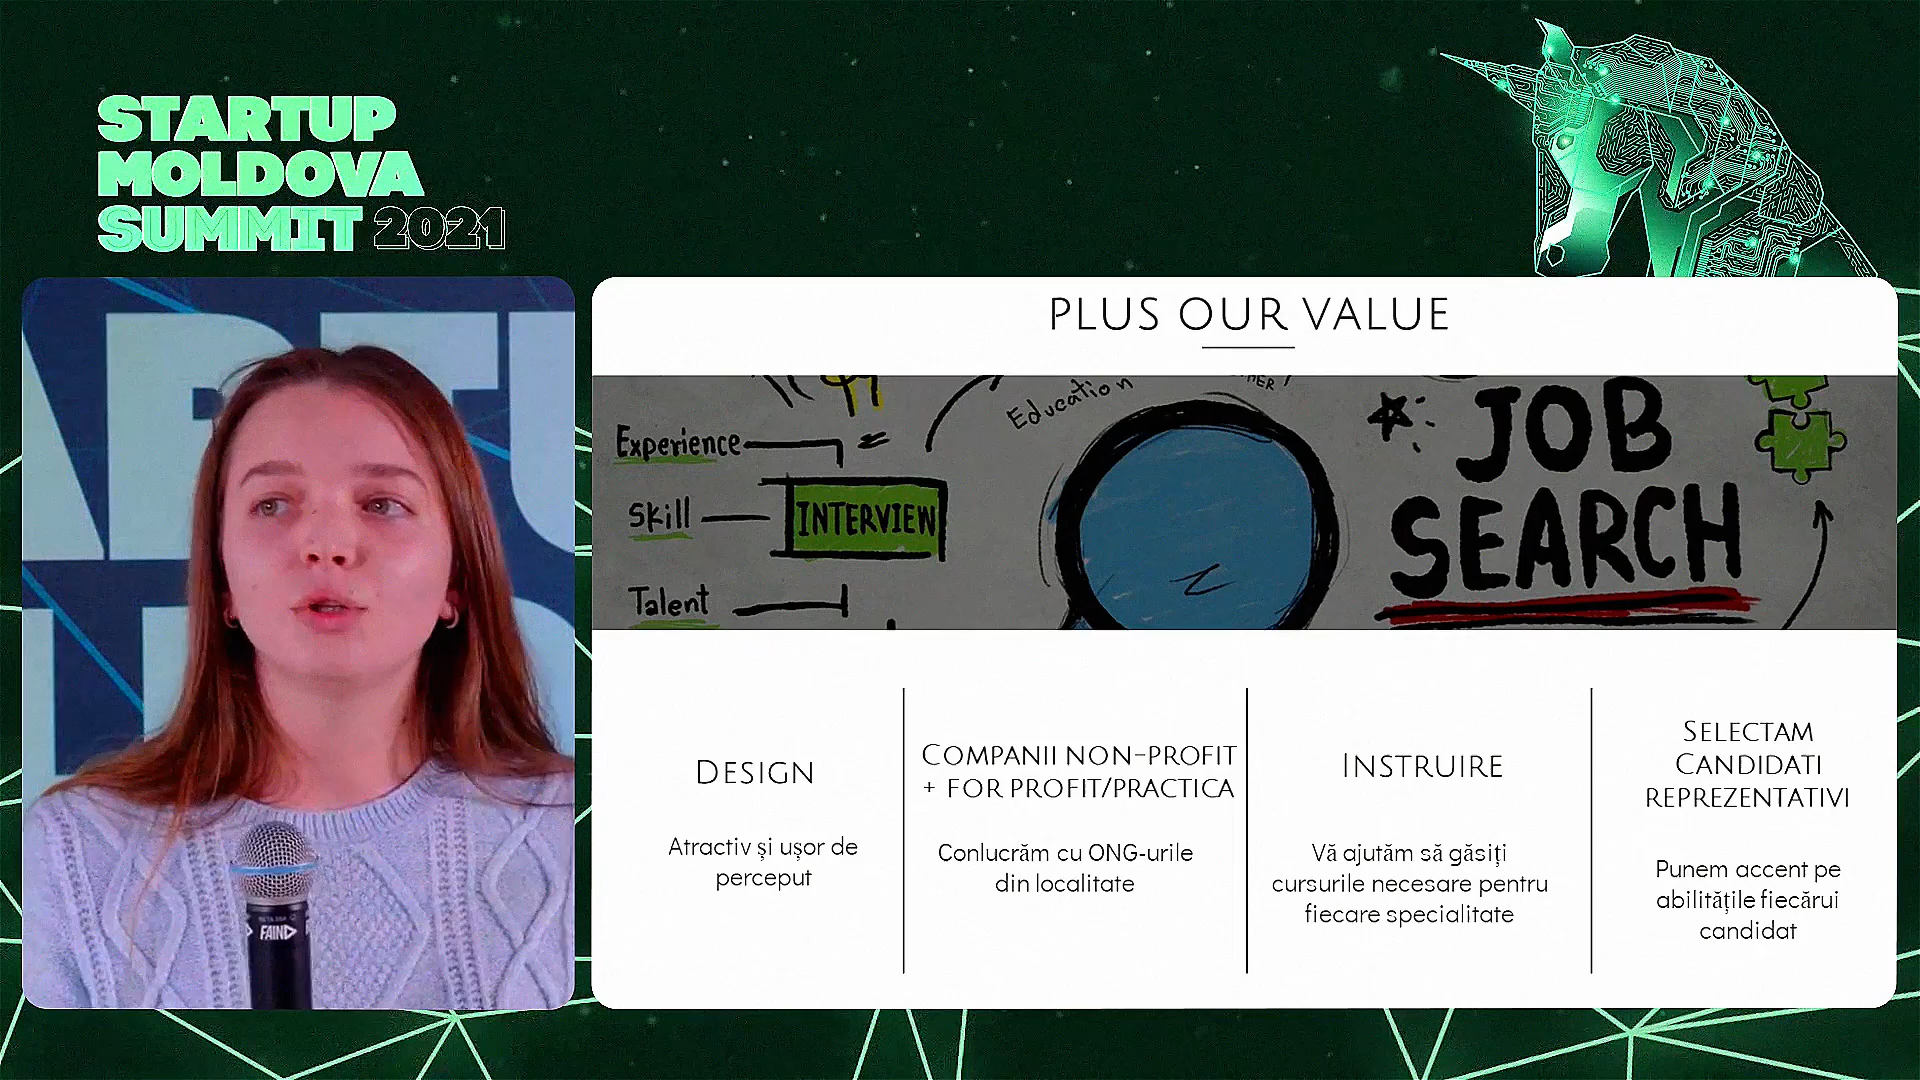 STARTUP
MOLDOVA
SUMMIT 2021
PLUS OUR VALUE
Education
JOB
SEARCH
Experience
Skill
INTERVIEW
Talent
DESIGN
Atractiv și ușor de
perceput
COMPANII NON-PROFIT
+ FOR PROFIT/PRACTICA
Conlucrăm cu ONG-urile
din localitate
INSTRUIRE
Vă ajutăm să găsiți
cursurile necesare pentru
fiecare specialitate
SELECTAM
CANDIDATI
REPREZENTATIVI
Punem accent pe
abilitățile fiecărui
candidat